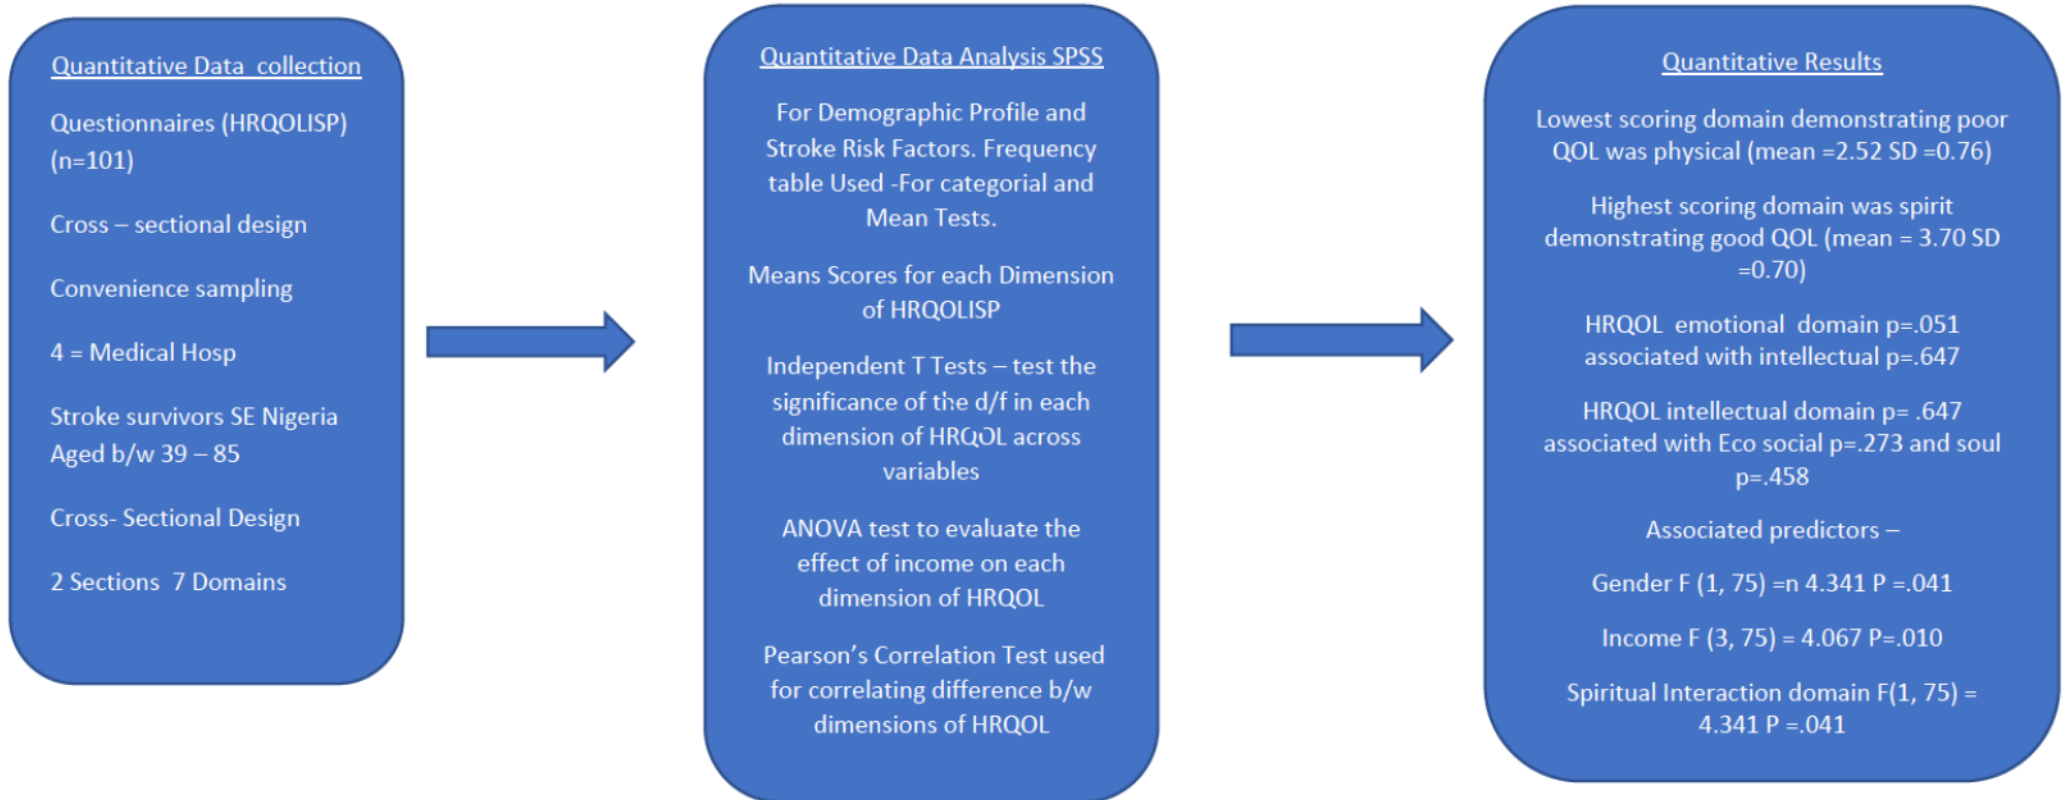 Quantitative Data collection
Questionnaires (HRQOLISP)
(n=101)
Cross – sectional design
Convenience sampling
4 = Medical Hosp
Stroke survivors SE Nigeria
Aged b/w 39 – 85
Cross- Sectional Design
2 Sections 7 Domains
Quantitative Data Analysis SPSS
For Demographic Profile and
Stroke Risk Factors. Frequency
table Used -For categorial and
Mean Tests.
Means Scores for each Dimension
of HRQOLISP
Independent T Tests – test the
significance of the d/f in each
dimension of HRQOL across
variables
ANOVA test to evaluate the
effect of income on each
dimension of HRQOL
Pearson’s Correlation Test used
for correlating difference b/w
dimensions of HRQOL
Quantitative Results
Lowest scoring domain demonstrating poor
QOL was physical (mean =2.52 SD =0.76)
Highest scoring domain was spirit
demonstrating good QOL (mean = 3.70 SD
=0.70)
HRQOL emotional domain p=.051
associated with intellectual p=.647
HRQOL intellectual domain p= .647
associated with Eco social p=.273 and soul
p=.458
Associated predictors –
Gender F (1, 75) =n 4.341 P =.041
Income F (3, 75) = 4.067 P=.010
Spiritual Interaction domain F(1, 75) =
4.341 P =.041